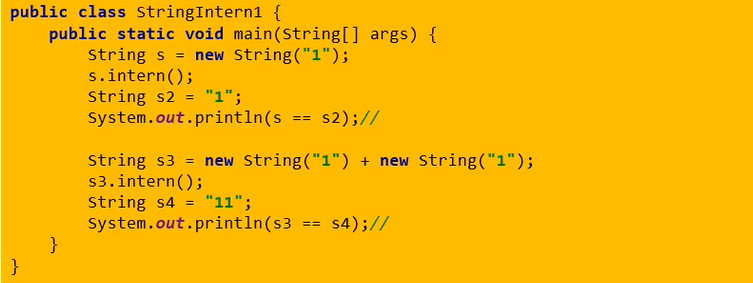 public class StringIntern1 {
    public static void main(String[] args) {
        String s = new String("1");
        s.intern();
        String s2 = "1";
        System.out.println(s == s2);//

        String s3 = new String("1") + new String("1");
        s3.intern();
        String s4 = "11";
        System.out.println(s3 == s4);//
    }
}